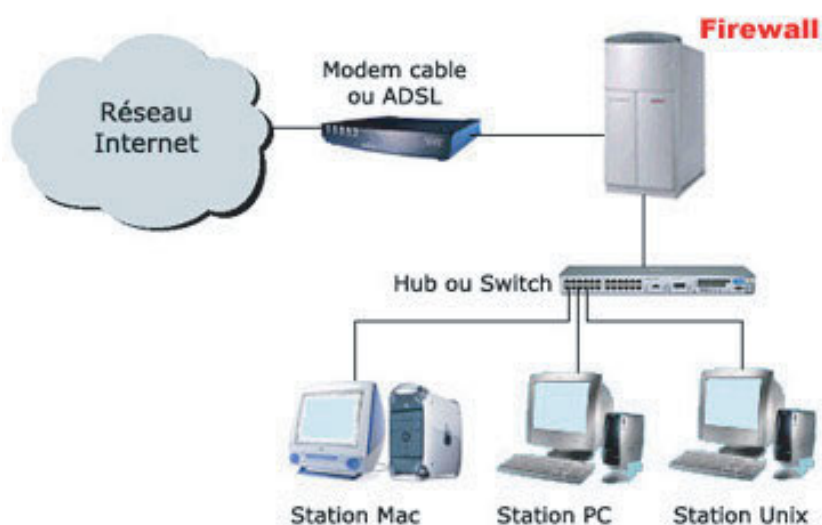 Firewall
Modem cable
ou ADSL
Réseau
Internet
Hub ou Switch
Station Mac
Station PC
Station Unix